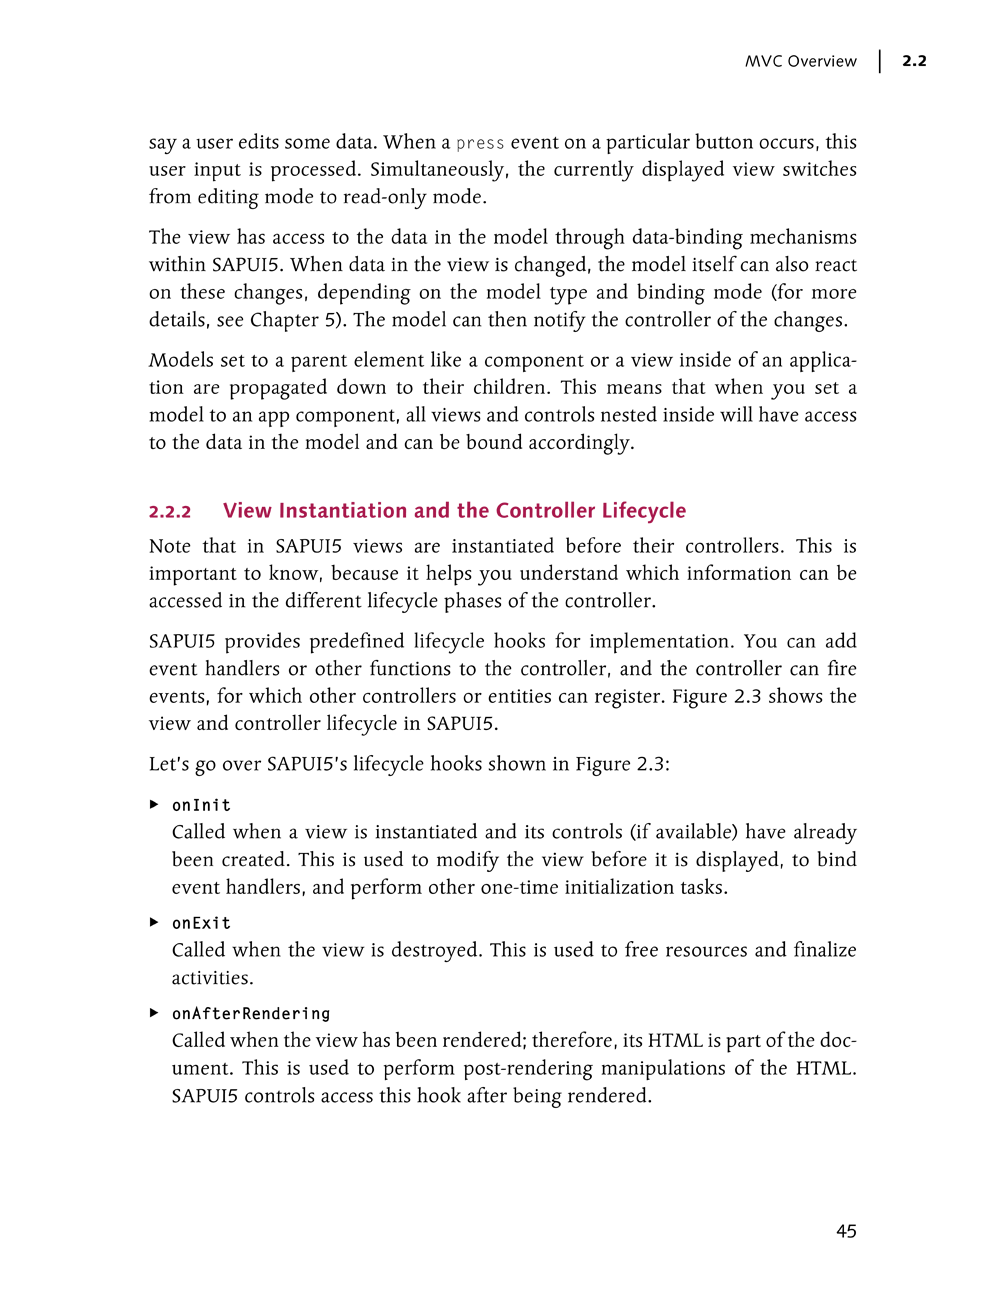 MVC Overview | 2.2
say a user edits some data. When a press event on a particular button occurs, this
user input is processed. Simultaneously, the currently displayed view switches
from editing mode to read-only mode.
The view has access to the data in the model through data-binding mechanisms
within SAPUI5. When data in the view is changed, the model itself can also react
on these changes, depending on the model type and binding mode (for more
details, see Chapter 5). The model can then notify the controller of the changes.
Models set to a parent element like a component or a view inside of an applica-
tion are propagated down to their children. This means that when you set a
model to an app component, all views and controls nested inside will have access
to the data in the model and can be bound accordingly.
2.2.2 View Instantiation and the Controller Lifecycle
Note that in SAPUI5 views are instantiated before their controllers. This is
important to know, because it helps you understand which information can be
accessed in the different lifecycle phases of the controller.
SAPUI5 provides predefined lifecycle hooks for implementation. You can add
event handlers or other functions to the controller, and the controller can fire
events, for which other controllers or entities can register. Figure 2.3 shows the
view and controller lifecycle in SAPUI5.
Let's go over SAPUI5's lifecycle hooks shown in Figure 2.3:
▶ onInit
Called when a view is instantiated and its controls (if available) have already
been created. This is used to modify the view before it is displayed, to bind
event handlers, and perform other one-time initialization tasks.
▶ onExit
Called when the view is destroyed. This is used to free resources and finalize
activities.
▶ onAfterRendering
Called when the view has been rendered; therefore, its HTML is part of the doc-
ument. This is used to perform post-rendering manipulations of the HTML.
SAPUI5 controls access this hook after being rendered.
45